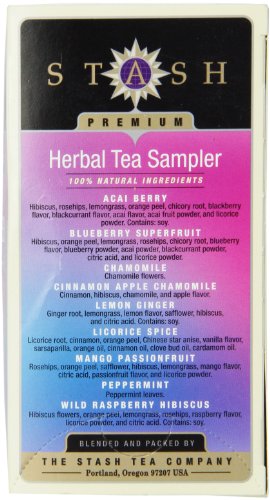 STASH
PREMIUM
Herbal Tea Sampler
100% NATURAL INGREDIENTS
ACAI BERRY
Hibiscus, rosehips, lemongrass, orange peel, chicory root, blackberry
flavor, blackcurrant flavor, acai flavor, acai fruit powder, and licorice
powder. Contains: soy.
BLUEBERRY SUPERFRUIT
Hibiscus, orange peel, lemongrass, rosehips, chicory root, blueberry
flavor, blueberry powder, acai powder, blackcurrant powder,
citric acid, and licorice powder.
CHAMOMILE
Chamomile flowers.
CINNAMON APPLE CHAMOMILE
Cinnamon, hibiscus, chamomile, and apple flavor.
LEMON GINGER
Ginger root, lemongrass, lemon flavor, safflower, hibiscus,
and citric acid. Contains: soy.
LICORICE SPICE
Licorice root, cinnamon, orange peel, Chinese star anise, vanilla flavor,
sarsaparilla, orange oil, cinnamon oil, clove bud oil, cardamom oil.
MANGO PASSIONFRUIT
Rosehips, orange peel, safflower, hibiscus, lemongrass, mango flavor,
citric acid, passionfruit flavor, and licorice root powder.
PEPPERMINT
Peppermint leaves.
WILD RASPBERRY HIBISCUS
Hibiscus flowers, orange peel, lemongrass, rosehips, raspberry flavor,
licorice powder, and citric acid. Contains: soy.
BLENDED AND PACKED BY
THE STASH TEA COMPANY
Portland, Oregon 97207 USA